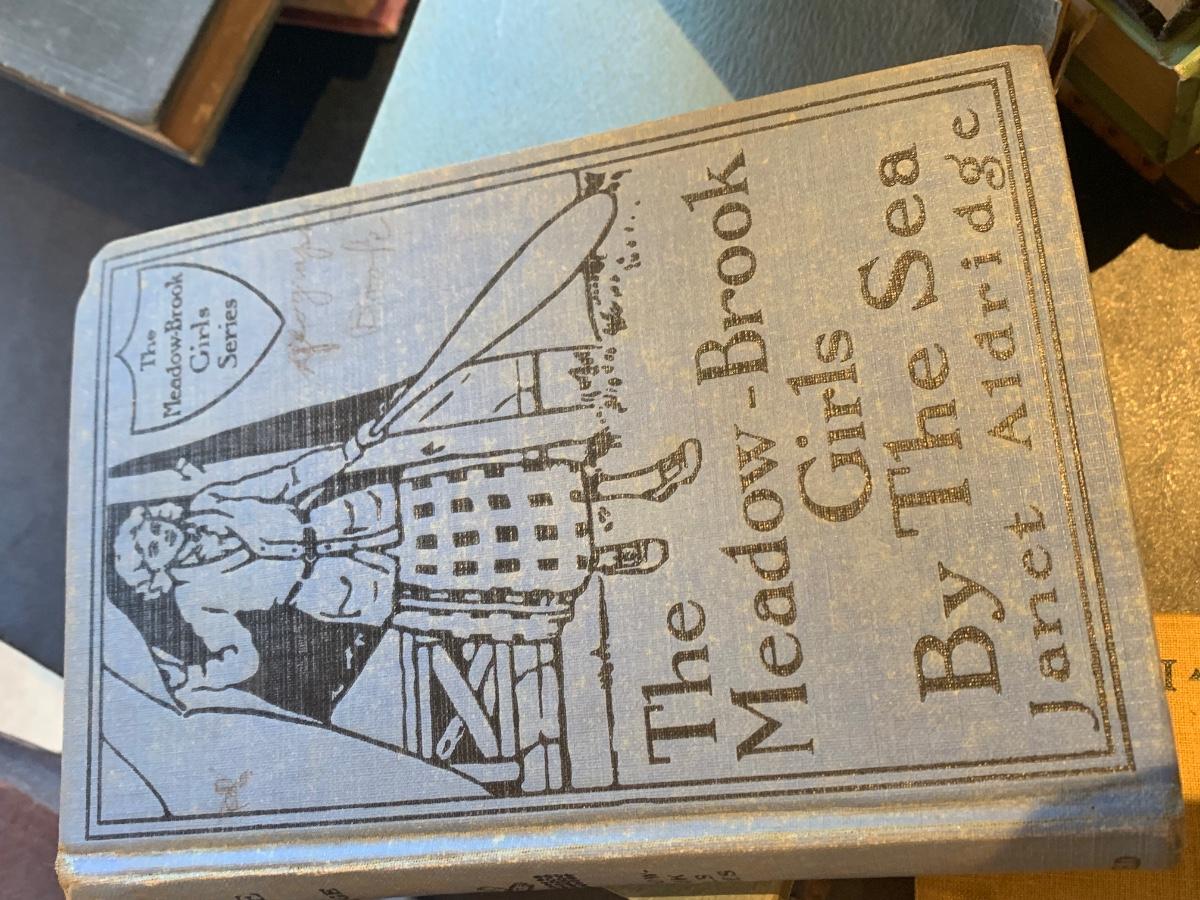 The
Meadow-Brook
Girls
Series
The
Meadow-Brook
Girls
By The Sea
Janet Aldridge